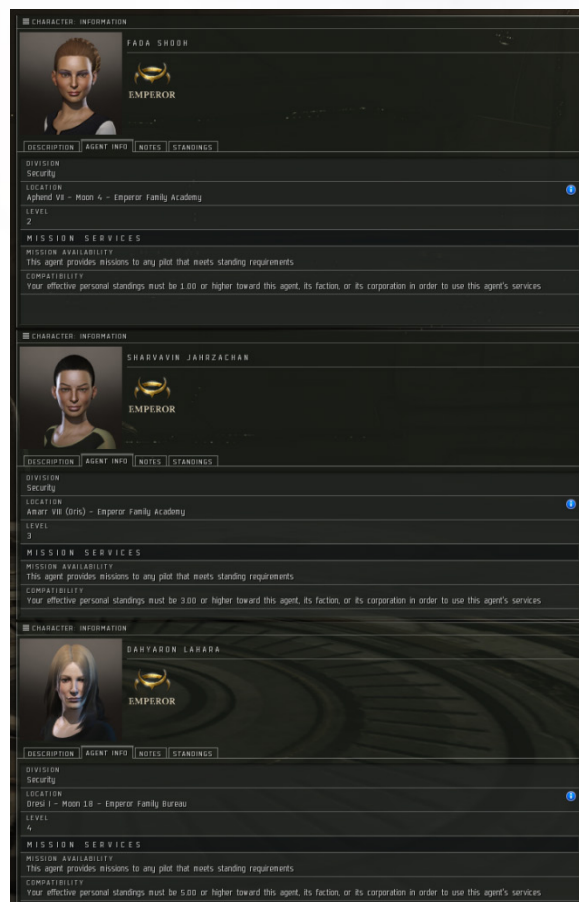 CHARACTER: INFORMATION
FADA SHOOH
EMPEROR
DESCRIPTION AGENT INFO NOTES STANDINGS
DIVISION
Security
LOCATION
Aphend VII - Moon 4 - Emperor Family Academy
LEVEL
2
MISSION SERVICES
MISSION AVAILABILITY
This agent provides missions to any pilot that meets standing requirements
COMPATIBILITY
Your effective personal standings must be 1.00 or higher toward this agent, its faction, or its corporation in order to use this agent's services
CHARACTER: INFORMATION
SHARVAVIN JAHRZACHAN
EMPEROR
DESCRIPTION AGENT INFO NOTES STANDINGS
DIVISION
Security
LOCATION
Amarr VIII (Oris) - Emperor Family Academy
LEVEL
3
MISSION SERVICES
MISSION AVAILABILITY
This agent provides missions to any pilot that meets standing requirements
COMPATIBILITY
Your effective personal standings must be 3.00 or higher toward this agent, its faction, or its corporation in order to use this agent's services
CHARACTER: INFORMATION
DAHYARON LAHARA
EMPEROR
DESCRIPTION AGENT INFO NOTES STANDINGS
DIVISION
Security
LOCATION
Dresi I - Moon 18 - Emperor Family Bureau
LEVEL
4
MISSION SERVICES
MISSION AVAILABILITY
This agent provides missions to any pilot that meets standing requirements
COMPATIBILITY
Your effective personal standings must be 5.00 or higher toward this agent, its faction, or its corporation in order to use this agent's services